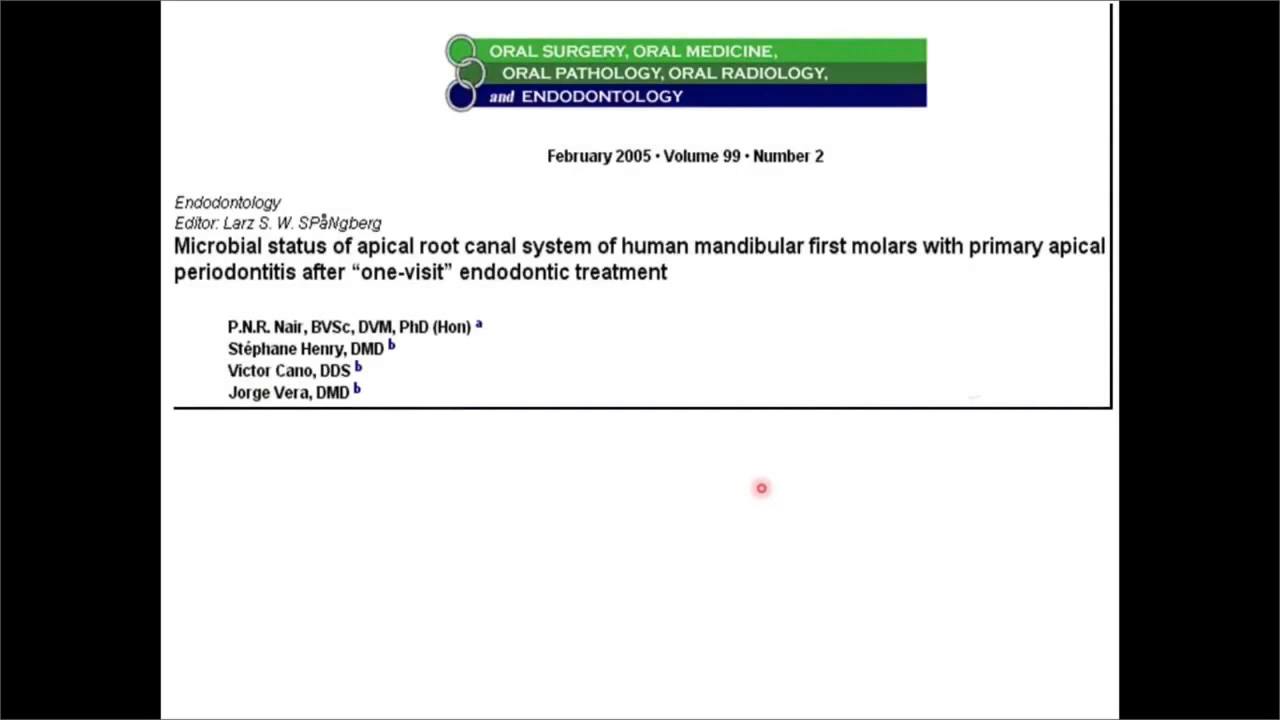 ORAL SURGERY, ORAL MEDICINE,
ORAL PATHOLOGY, ORAL RADIOLOGY,
and ENDODONTOLOGY
February 2005 • Volume 99 • Number 2
Endodontology
Editor: Larz S. W. SPåNgberg
Microbial status of apical root canal system of human mandibular first molars with primary apical
periodontitis after “one-visit” endodontic treatment
P.N.R. Nair, BVSc, DVM, PhD (Hon) a
Stéphane Henry, DMD b
Victor Cano, DDS b
Jorge Vera, DMD b